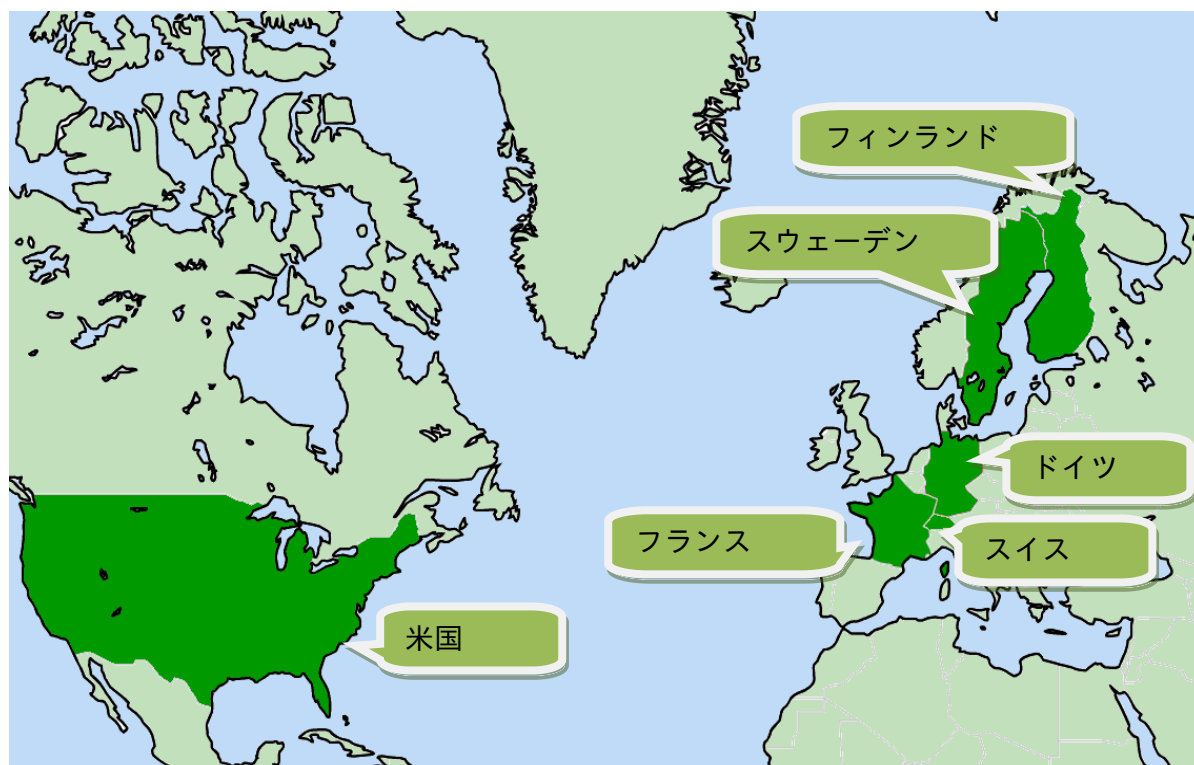 フィンランド
スウェーデン
ドイツ
フランス
スイス
米国